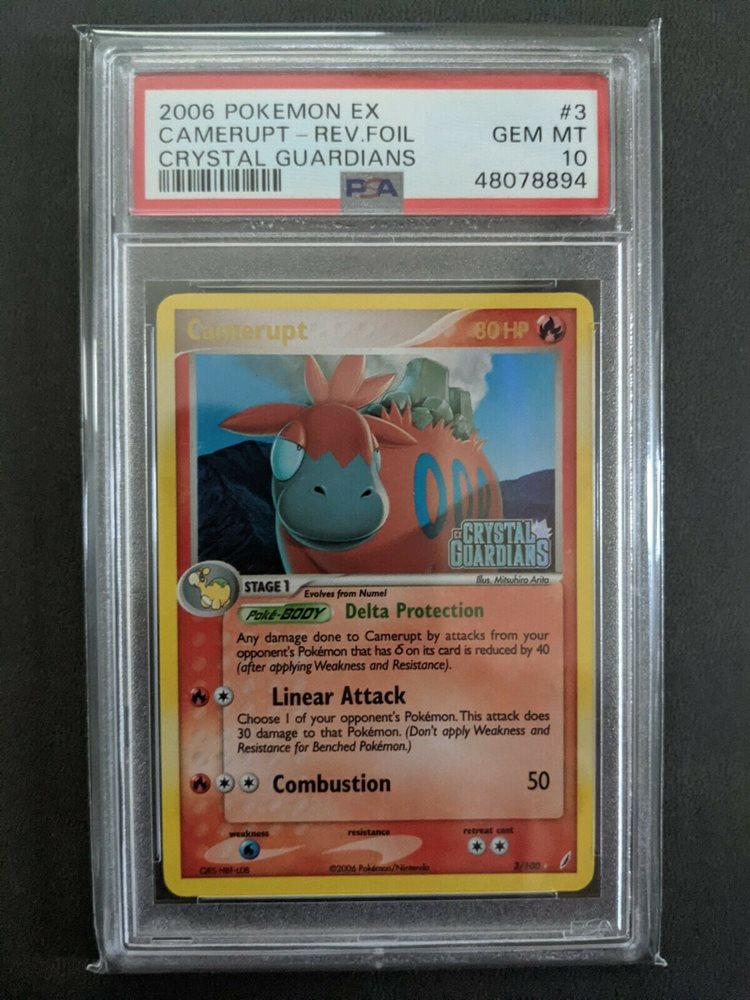 2006 POKEMON EX #3
CAMERUPT - REV.FOIL GEM MT
CRYSTAL GUARDIANS 10
PSA 48078894
Camerupt 80 HP
EX CRYSTAL
GUARDIANS
Illus. Mitsuhiro Arita
STAGE 1 Evolves from Numel
Poké-BODY Delta Protection
Any damage done to Camerupt by attacks from your
opponent's Pokémon that has δ on its card is reduced by 40
(after applying Weakness and Resistance).
Linear Attack
Choose 1 of your opponent's Pokémon. This attack does
30 damage to that Pokémon. (Don't apply Weakness and
Resistance for Benched Pokémon.)
Combustion 50
weakness resistance retreat cost
©2006 Pokémon/Nintendo 3/100
PSA